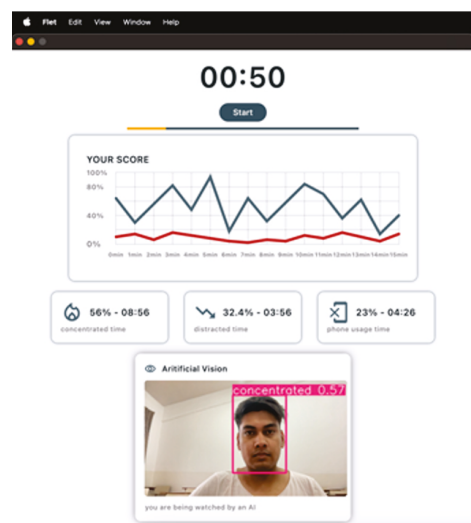 Flet Edit View Window Help
00:50
Start
YOUR SCORE
100%
80%
40%
0%
0min 1min 2min 3min 4min 5min 6min 7min 8min 9min 10min 11min 12min 13min 14min 15min
56% - 08:56
concentrated time
32.4% - 03:56
distracted time
23% - 04:26
phone usage time
Aritificial Vision
concentrated 0.57
you are being watched by an AI